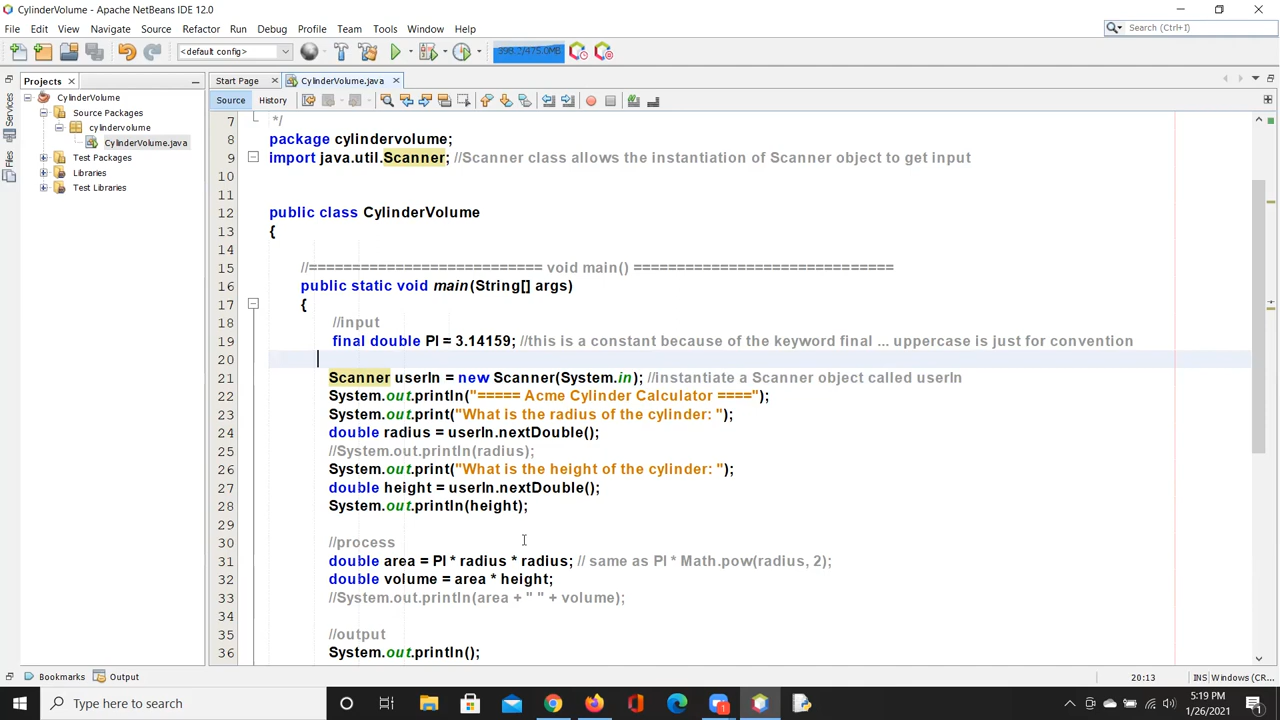 CylinderVolume - Apache NetBeans IDE 12.0
File Edit View Navigate Source Refactor Run Debug Profile Team Tools Window Help
Search (Ctrl+I)
<default config>
398.2/475.0MB
Projects
Start Page
CylinderVolume.java
Services
Files
Source History
CylinderVolume
Source Packages
cylindervolume
CylinderVolume.java
Test Packages
Libraries
Test Libraries
7 */
8 package cylindervolume;
9 import java.util.Scanner; //Scanner class allows the instantiation of Scanner object to get input
10
11
12 public class CylinderVolume
13 {
14
15 //=========================== void main() ==============================
16 public static void main(String[] args)
17 {
18 //input
19 final double PI = 3.14159; //this is a constant because of the keyword final ... uppercase is just for convention
20
21 Scanner userIn = new Scanner(System.in); //instantiate a Scanner object called userIn
22 System.out.println("===== Acme Cylinder Calculator ====");
23 System.out.print("What is the radius of the cylinder: ");
24 double radius = userIn.nextDouble();
25 //System.out.println(radius);
26 System.out.print("What is the height of the cylinder: ");
27 double height = userIn.nextDouble();
28 System.out.println(height);
29
30 //process
31 double area = PI * radius * radius; // same as PI * Math.pow(radius, 2);
32 double volume = area * height;
33 //System.out.println(area + " " + volume);
34
35 //output
36 System.out.println();
Bookmarks Output
20:13 INS Windows (CR...
Type here to search
1
5:19 PM
1/26/2021
1